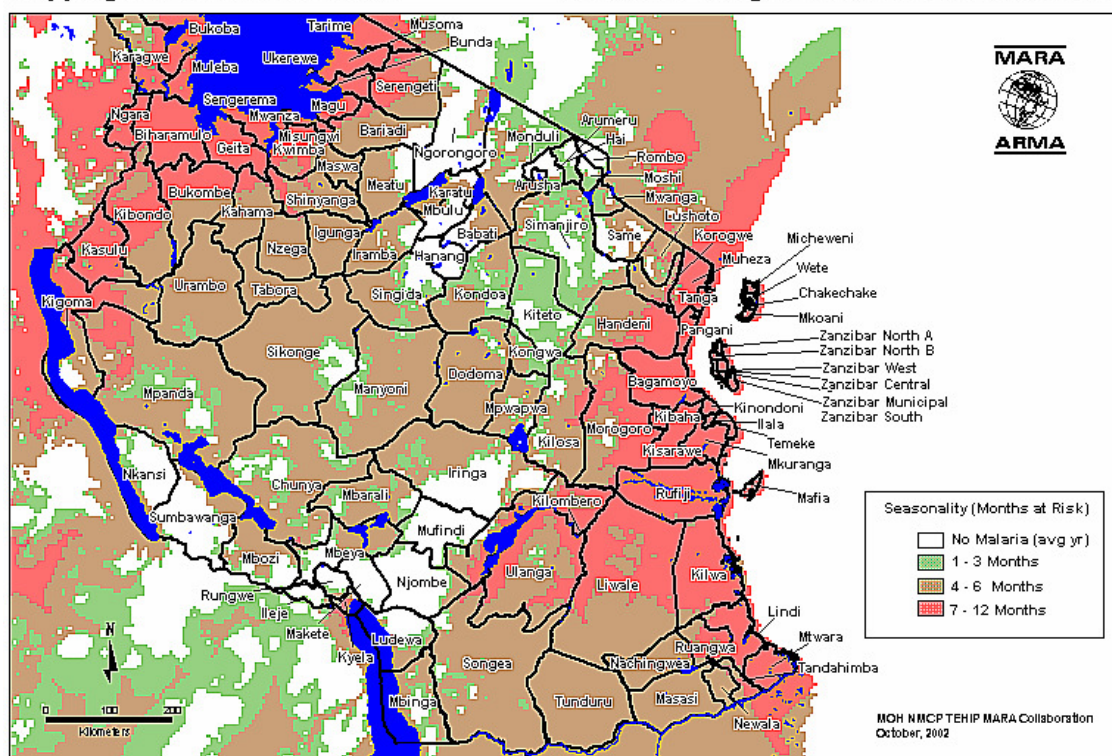 Bukoba
Tarime
Musoma
Karagwe
Ukerewe
Bunda
Muleba
Serengeti
Sengerema
Magu
Ngara
Mwanza
Biharamulo
Misungwi
Bariadi
Geita
Kwimba
Maswa
Ngorongoro
Monduli
Arumeru
Hai
Rombo
Moshi
Arusha
Mwanga
Bukombe
Meatu
Karatu
Kibondo
Kahama
Shinyanga
Mbulu
Lushoto
Simanjiro
Korogwe
Micheweni
Kasulu
Nzega
Igunga
Iramba
Babati
Same
Hanang
Muheza
Wete
Urambo
Tabora
Chakechake
Kigoma
Singida
Kondoa
Tanga
Mkoani
Kiteto
Handeni
Pangani
Zanzibar North A
Sikonge
Kongwa
Zanzibar North B
Zanzibar West
Zanzibar Central
Zanzibar Municipal
Zanzibar South
Mpanda
Manyoni
Dodoma
Bagamoyo
Kinondoni
Mpwapwa
Kibaha
Ilala
Morogoro
Kilosa
Temeke
Kisarawe
Mkuranga
Nkansi
Iringa
Chunya
Mbarali
Kilombero
Rufiji
Mafia
Sumbawanga
Mufindi
Mbozi
Mbeya
Njombe
Ulanga
Liwale
Kilwa
Rungwe
Ileje
Makete
Kyela
Ludewa
Lindi
Mtwara
Songea
Ruangwa
Nachingwea
Tandahimba
Mbinga
Tunduru
Masasi
Newala
MARA
ARMA
Seasonality (Months at Risk)
No Malaria (avg yr)
1 - 3 Months
4 - 6 Months
7 - 12 Months
N
0 100 200
Kilometers
MOH NMCP TEHIP MARA Collaboration
October, 2002